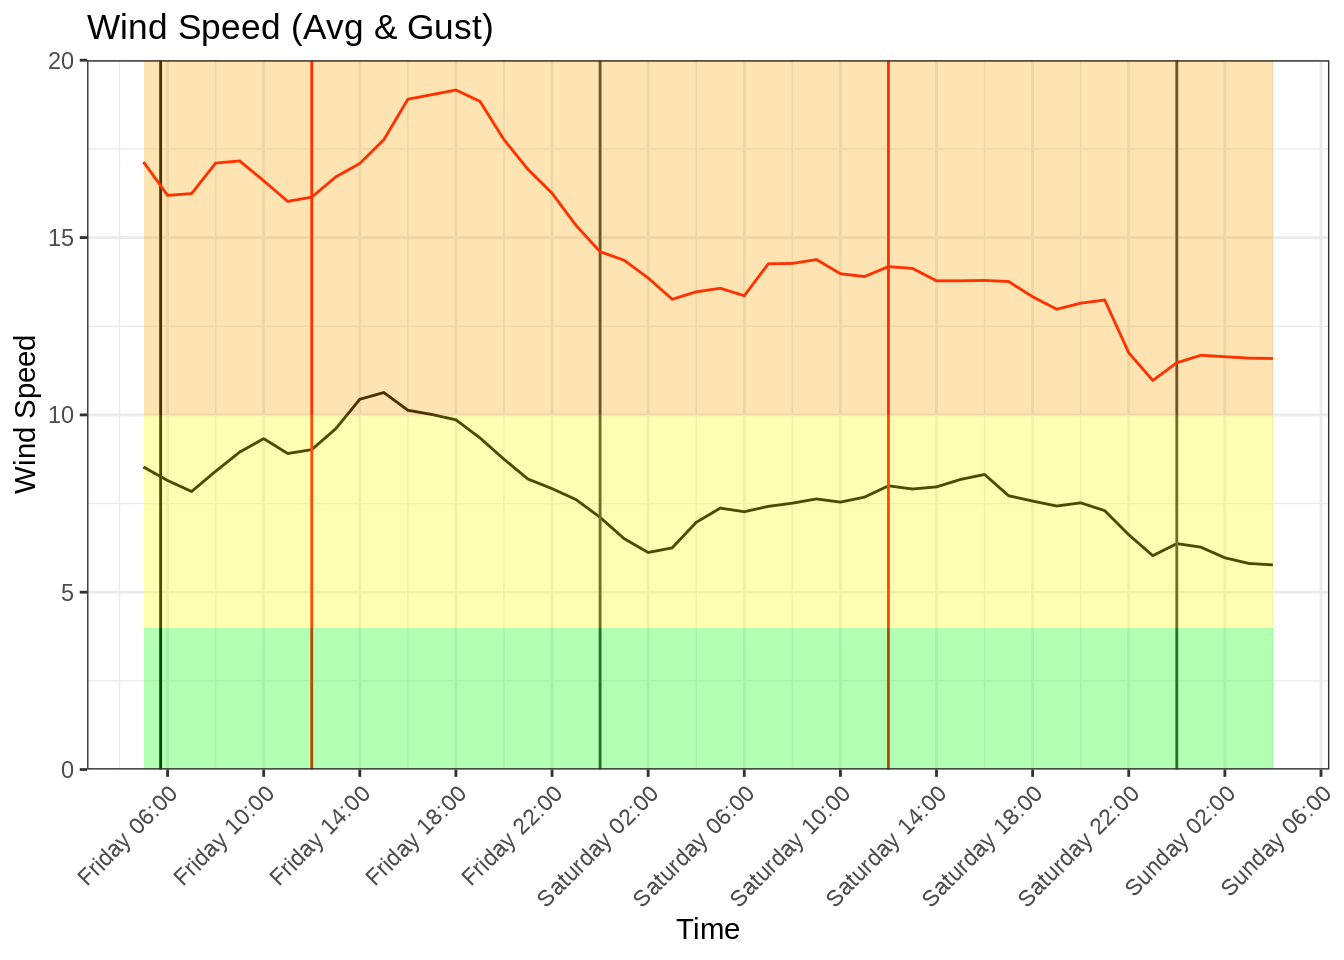 Wind Speed (Avg & Gust)
20
15
10
5
0
Wind Speed
Friday 06:00
Friday 10:00
Friday 14:00
Friday 18:00
Friday 22:00
Saturday 02:00
Saturday 06:00
Saturday 10:00
Saturday 14:00
Saturday 18:00
Saturday 22:00
Sunday 02:00
Sunday 06:00
Time